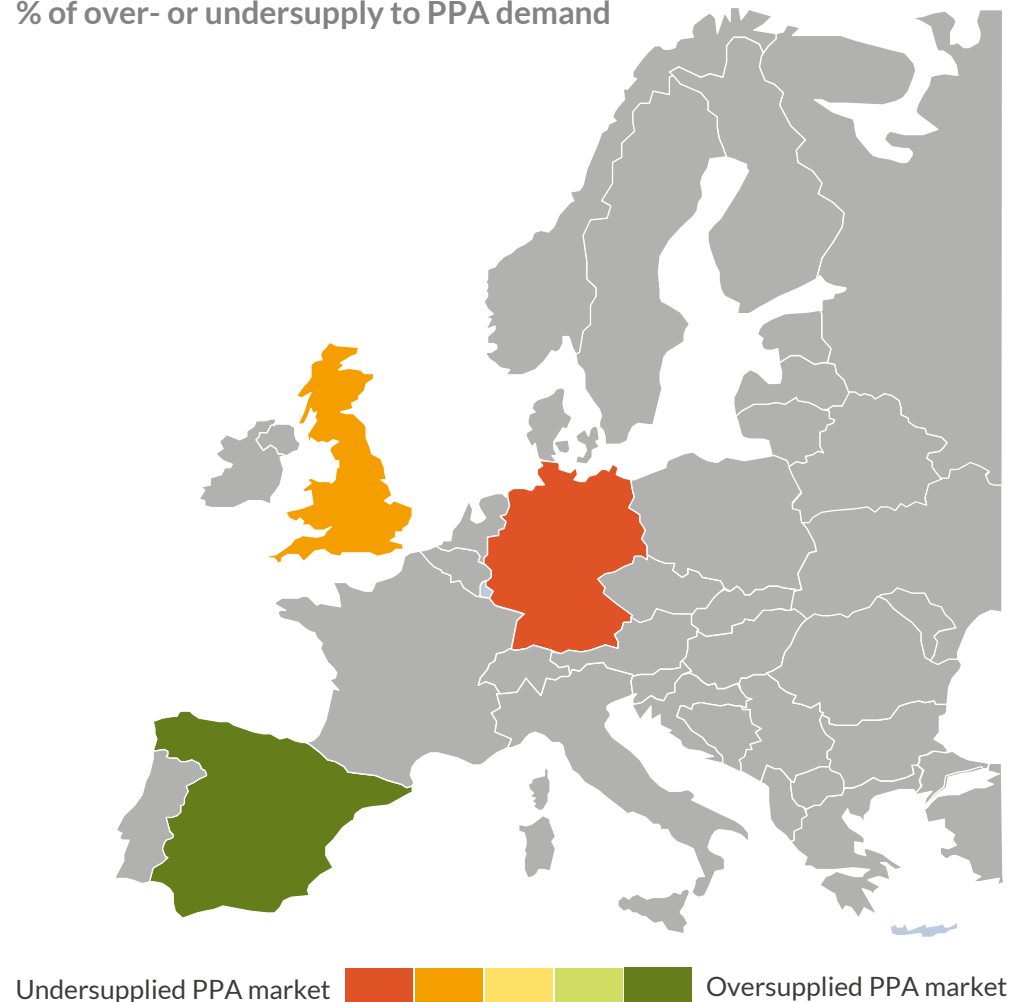 % of over- or undersupply to PPA demand
Undersupplied PPA market
Oversupplied PPA market